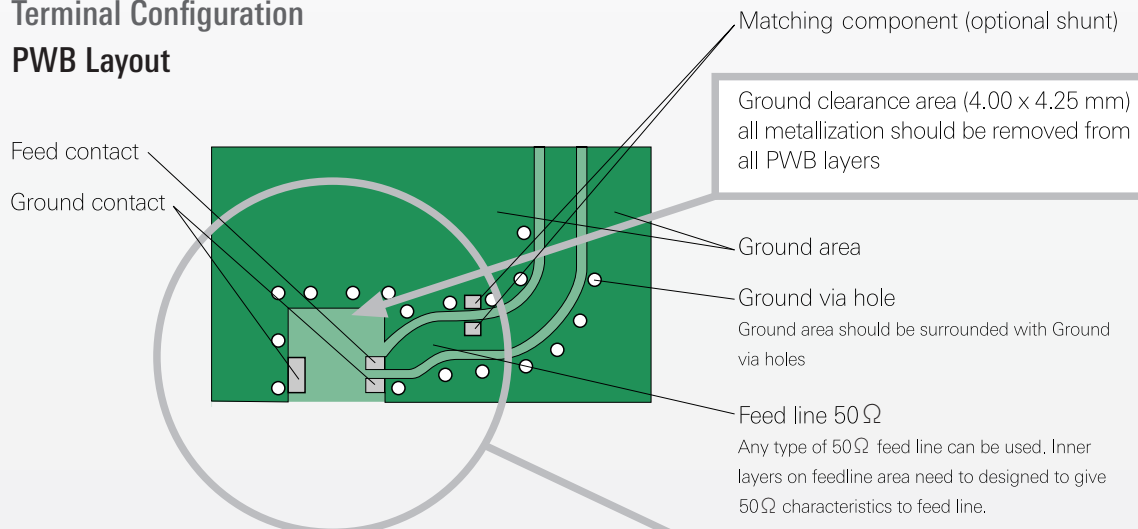 Terminal Configuration
PWB Layout
Matching component (optional shunt)
Ground clearance area (4.00 x 4.25 mm)
all metallization should be removed from
all PWB layers
Feed contact
Ground contact
Ground area
Ground via hole
Ground area should be surrounded with Ground
via holes
Feed line 50Ω
Any type of 50Ω feed line can be used. Inner
layers on feedline area need to designed to give
50Ω characteristics to feed line.